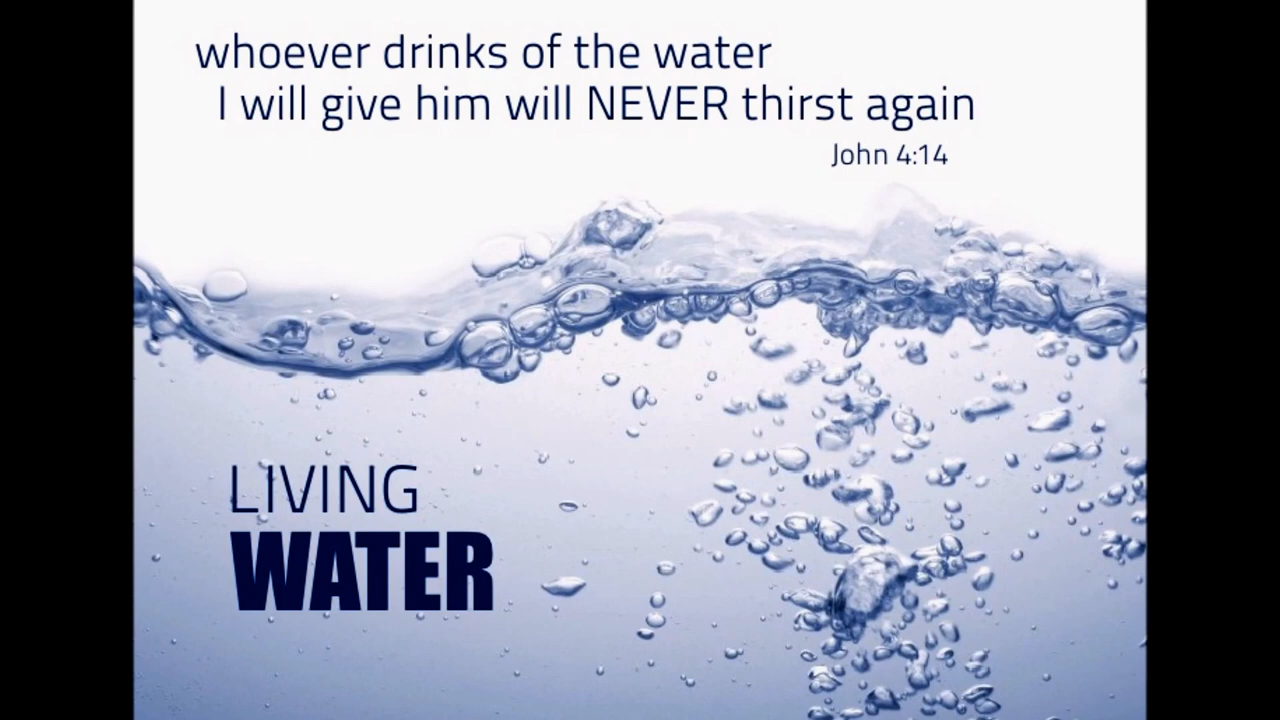 whoever drinks of the water
I will give him will NEVER thirst again
John 4:14
LIVING
WATER